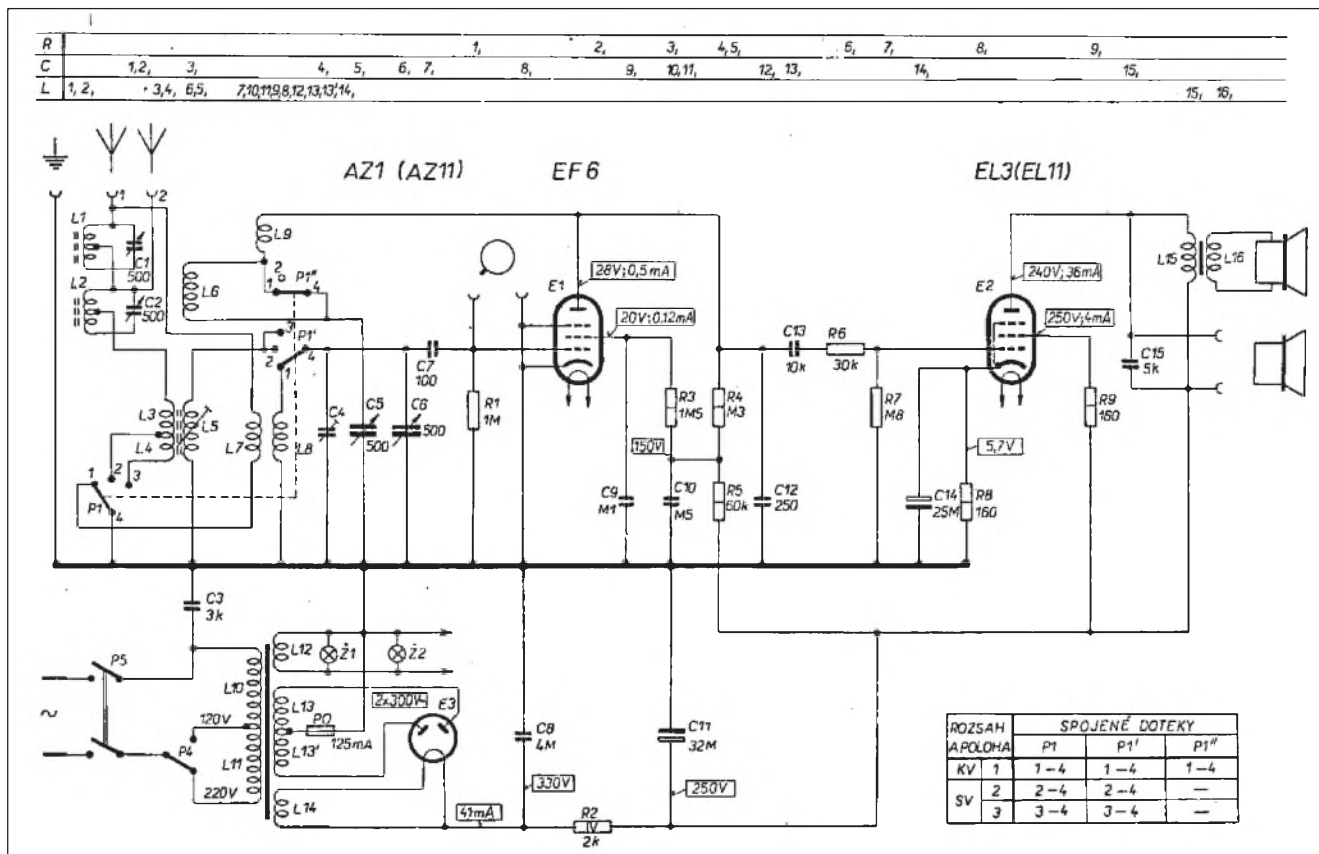 R 1, 2, 3, 4,5, 6, 7, 8, 9,
C 1,2, 3, 4, 5, 6, 7, 8, 9, 10,11, 12, 13, 14, 15,
L 1, 2, 3,4, 6,5, 7,10,11,9,8,12,13,13',14, 15, 16,
AZ1 (AZ11) EF6 EL3(EL11)
1 2
L1
C1
500
L2
C2
500
L9
L6
2
1 P1" 4
3
P1'
2 4
1
C7
100
28V; 0,5mA
E1
20V; 0,12mA
240V; 36mA
E2
250V; 4mA
L15 L16
C13
10k
R6
30k
C15
5k
L3
L4
L5
L7
L8
C4
C5
500
C6
500
R1
1M
R3
1M5
R4
M3
R7
M8
R9
160
1 2 3
P1 4
150V
5,7V
C9
M1
C10
M5
R5
60k
C12
250
C14
25M
R8
160
C3
3k
P5
~
L10
120V
P4
L11
220V
L12
Ž1 Ž2
L13
PO
125mA
L13'
2x300V~
E3
L14
41mA
C8
4M
330V
R2
IV
2k
C11
32M
250V
ROZSAH A POLOHA SPOJENÉ DOTEKY
P1 P1' P1"
KV 1 1-4 1-4 1-4
SV 2 2-4 2-4 —
3 3-4 3-4 —